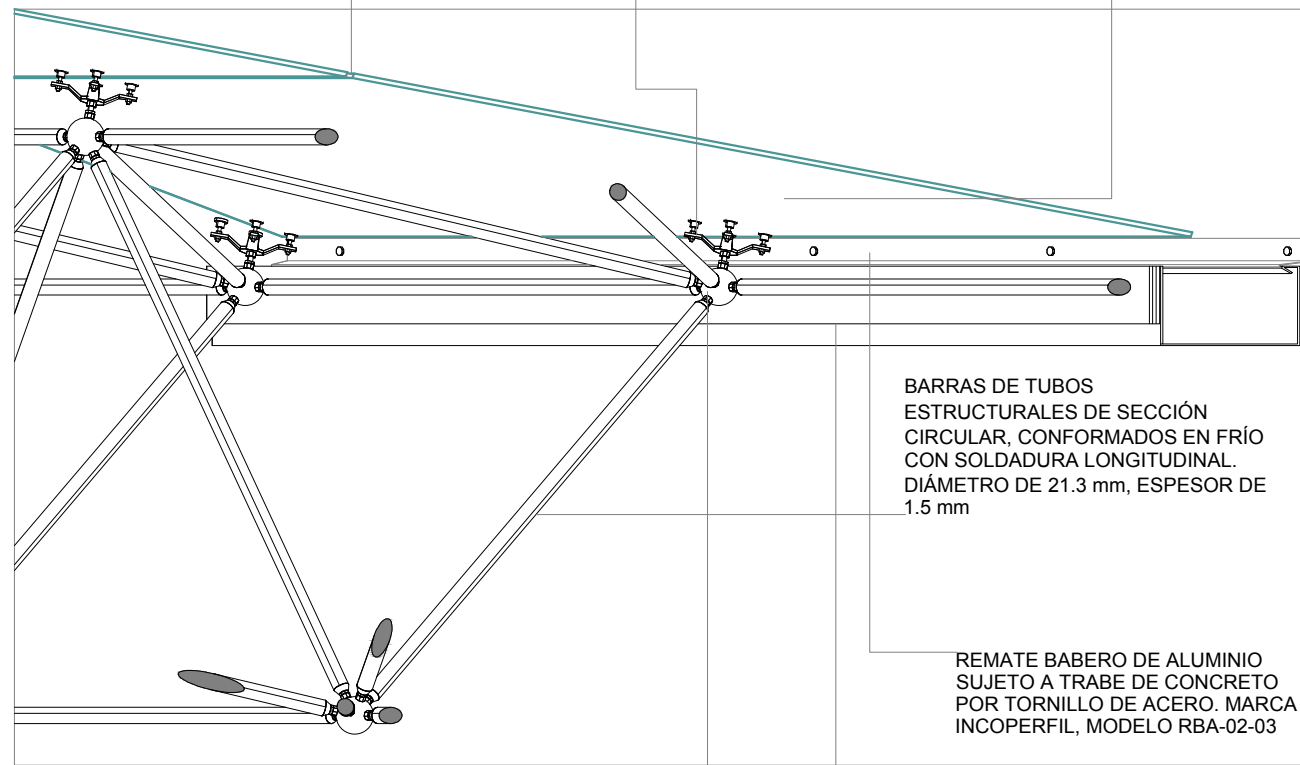 BARRAS DE TUBOS
ESTRUCTURALES DE SECCIÓN
CIRCULAR, CONFORMADOS EN FRÍO
CON SOLDADURA LONGITUDINAL.
DIÁMETRO DE 21.3 mm, ESPESOR DE
1.5 mm
REMATE BABERO DE ALUMINIO
SUJETO A TRABE DE CONCRETO
POR TORNILLO DE ACERO. MARCA
INCOPERFIL, MODELO RBA-02-03